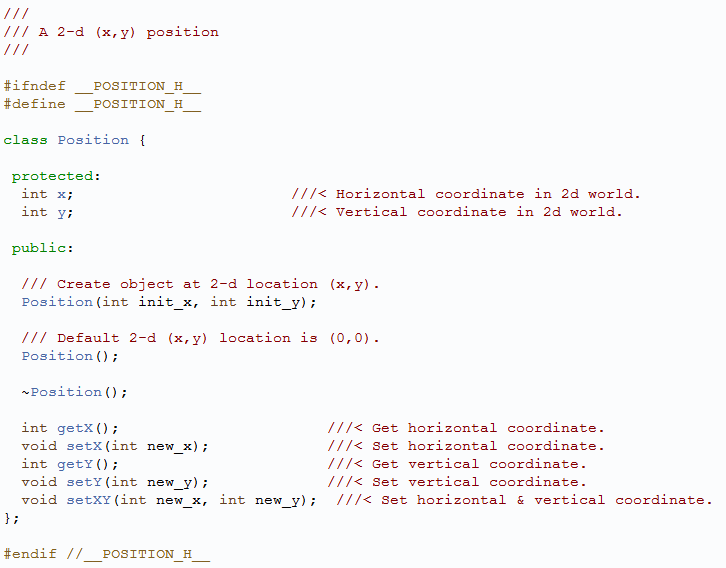 ///
/// A 2-d (x,y) position
///
#ifndef __POSITION_H__
#define __POSITION_H__
class Position {
protected:
int x; ///< Horizontal coordinate in 2d world.
int y; ///< Vertical coordinate in 2d world.
public:
/// Create object at 2-d location (x,y).
Position(int init_x, int init_y);
/// Default 2-d (x,y) location is (0,0).
Position();
~Position();
int getX(); ///< Get horizontal coordinate.
void setX(int new_x); ///< Set horizontal coordinate.
int getY(); ///< Get vertical coordinate.
void setY(int new_y); ///< Set vertical coordinate.
void setXY(int new_x, int new_y); ///< Set horizontal & vertical coordinate.
};
#endif //__POSITION_H__